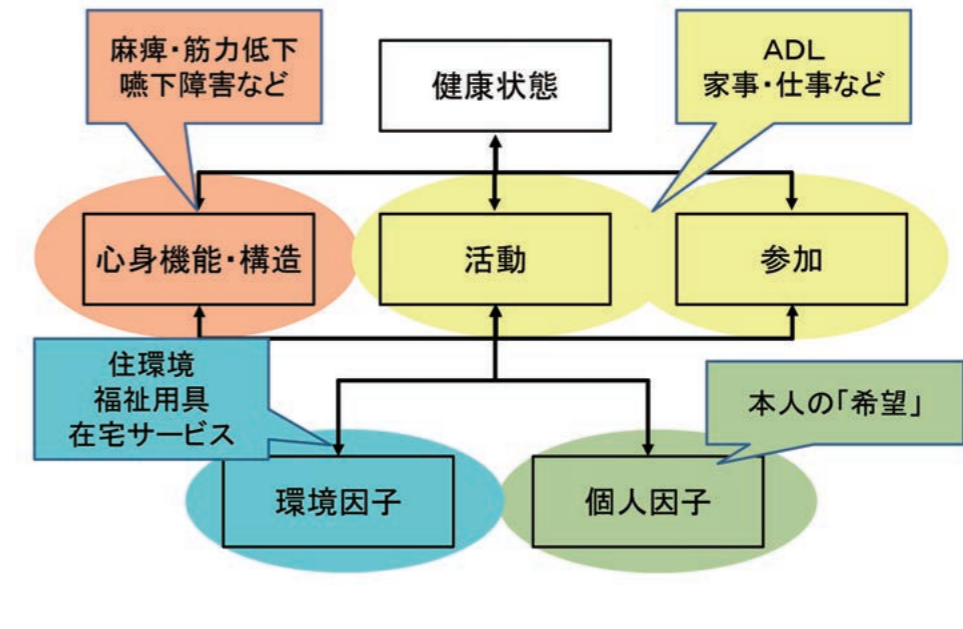 麻痺・筋力低下
嚥下障害など
健康状態
ADL
家事・仕事など
心身機能・構造
活動
参加
住環境
福祉用具
在宅サービス
本人の「希望」
環境因子
個人因子